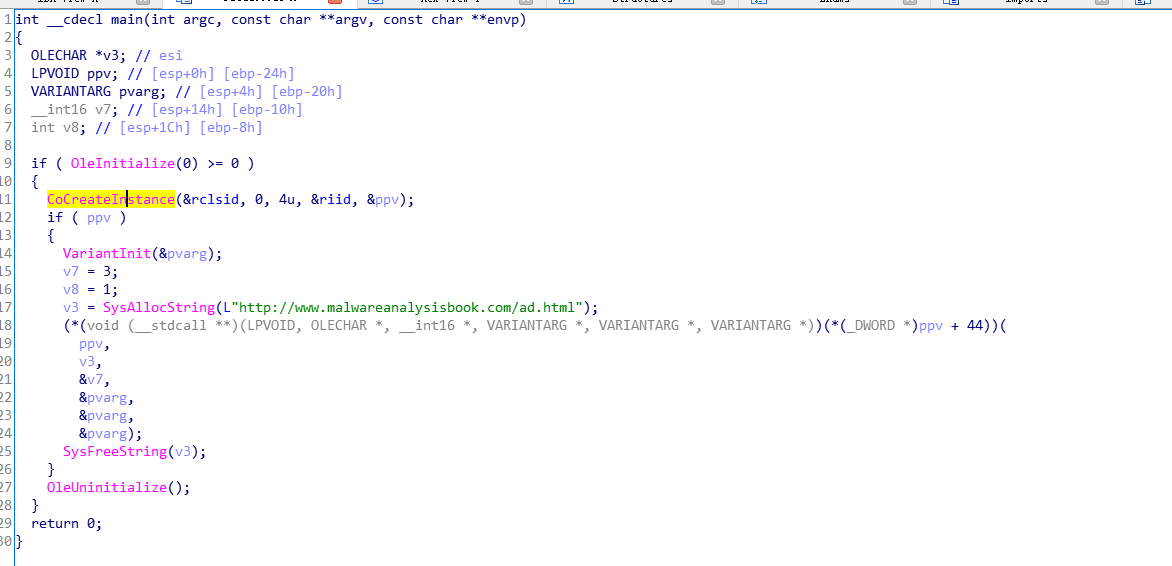 1 int __cdecl main(int argc, const char **argv, const char **envp)
2 {
3 OLECHAR *v3; // esi
4 LPVOID ppv; // [esp+0h] [ebp-24h]
5 VARIANTARG pvarg; // [esp+4h] [ebp-20h]
6 __int16 v7; // [esp+14h] [ebp-10h]
7 int v8; // [esp+1Ch] [ebp-8h]
8
9 if ( OleInitialize(0) >= 0 )
10 {
11 CoCreateInstance(&rclsid, 0, 4u, &riid, &ppv);
12 if ( ppv )
13 {
14 VariantInit(&pvarg);
15 v7 = 3;
16 v8 = 1;
17 v3 = SysAllocString(L"http://www.malwareanalysisbook.com/ad.html");
18 (*(void (__stdcall **)(LPVOID, OLECHAR *, __int16 *, VARIANTARG *, VARIANTARG *, VARIANTARG *))(*(_DWORD *)ppv + 44))(
19 ppv,
20 v3,
21 &v7,
22 &pvarg,
23 &pvarg,
24 &pvarg);
25 SysFreeString(v3);
26 }
27 OleUninitialize();
28 }
29 return 0;
30 }